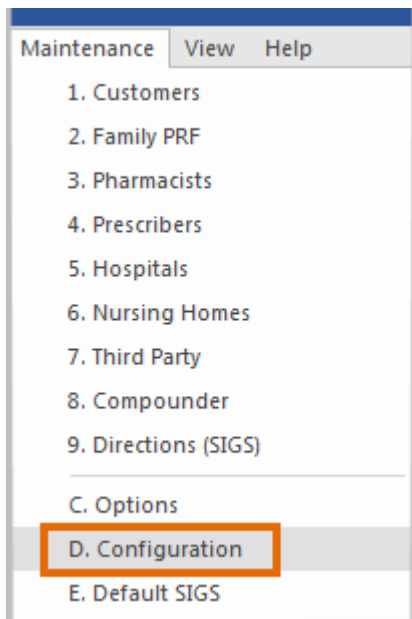 Maintenance View Help
1. Customers
2. Family PRF
3. Pharmacists
4. Prescribers
5. Hospitals
6. Nursing Homes
7. Third Party
8. Compounder
9. Directions (SIGS)
C. Options
D. Configuration
E. Default SIGS